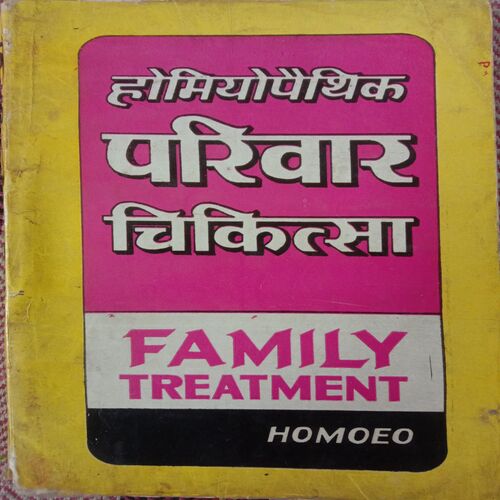 होमियोपैथिक
परिवार
चिकित्सा
FAMILY
TREATMENT
HOMOEO